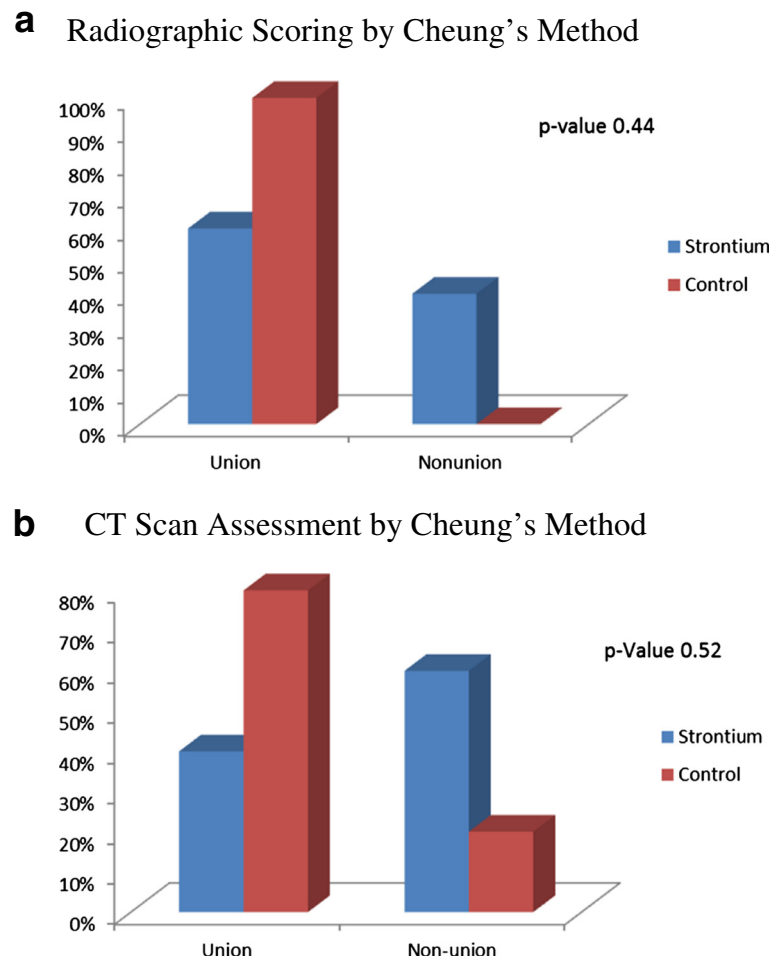 a Radiographic Scoring by Cheung’s Method
100%
90%
80%
70%
60%
50%
40%
30%
20%
10%
0%
p-value 0.44
Strontium
Control
Union Nonunion
b CT Scan Assessment by Cheung’s Method
80%
70%
60%
50%
40%
30%
20%
10%
0%
p-Value 0.52
Strontium
Control
Union Non-union